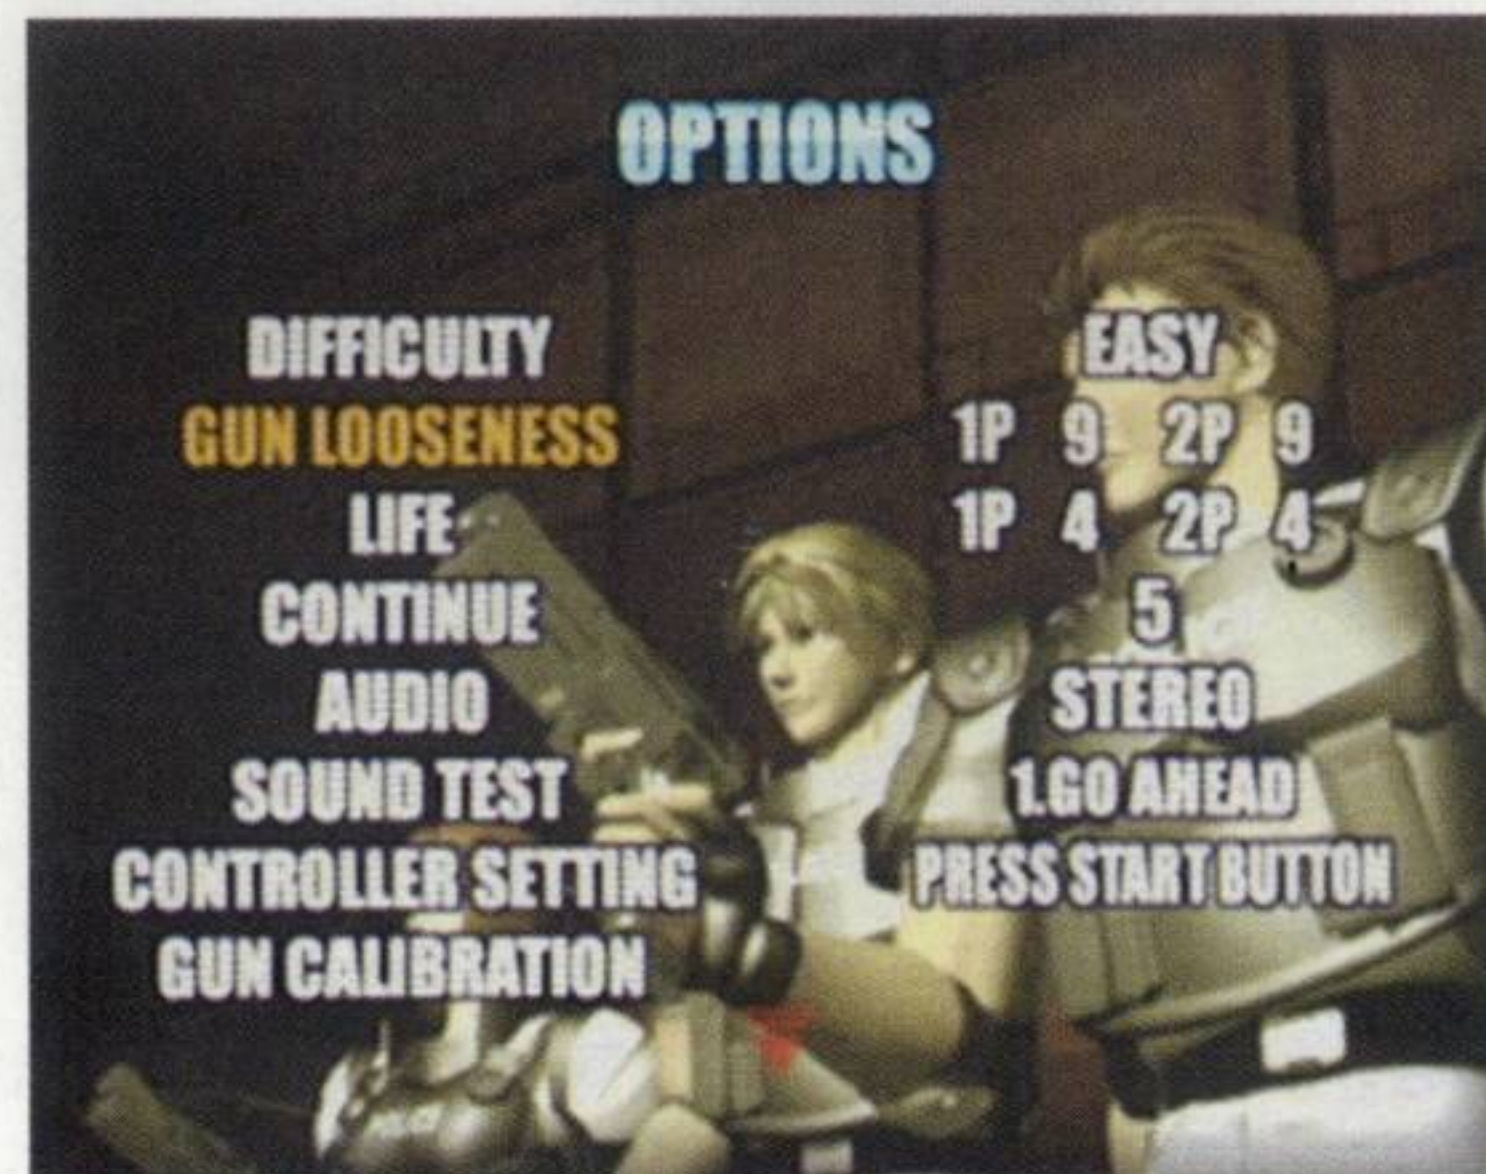 OPTIONS
DIFFICULTY EASY
GUN LOOSENESS 1P 9 2P 9
LIFE 1P 4 2P 4
CONTINUE 5
AUDIO STEREO
SOUND TEST 1.GO AHEAD
CONTROLLER SETTING PRESS START BUTTON
GUN CALIBRATION